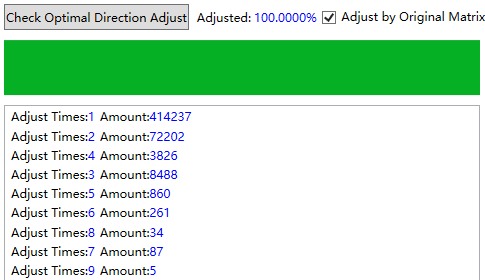 Check Optimal Direction Adjust Adjusted: 100.0000% Adjust by Original Matrix
Adjust Times:1 Amount:414237
Adjust Times:2 Amount:72202
Adjust Times:4 Amount:3826
Adjust Times:3 Amount:8488
Adjust Times:5 Amount:860
Adjust Times:6 Amount:261
Adjust Times:8 Amount:34
Adjust Times:7 Amount:87
Adjust Times:9 Amount:5